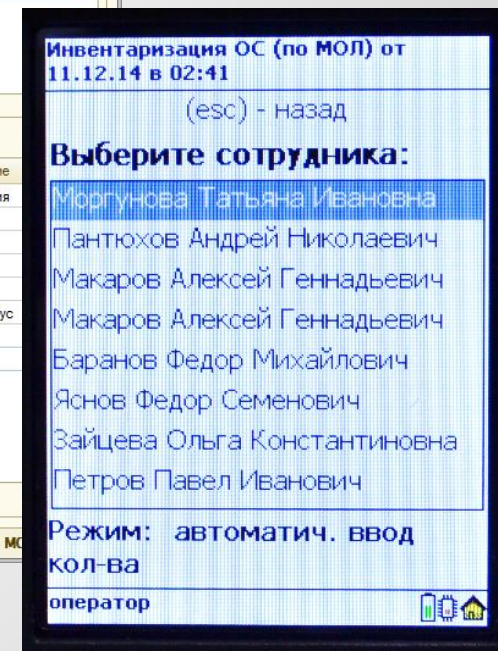 Инвентаризация ОС (по МОЛ) от
11.12.14 в 02:41
(esc) - назад
Выберите сотрудника:
Моргунова Татьяна Ивановна
Пантюхов Андрей Николаевич
Макаров Алексей Геннадьевич
Макаров Алексей Геннадьевич
Баранов Федор Михайлович
Яснов Федор Семенович
Зайцева Ольга Константиновна
Петров Павел Иванович
Режим: автоматич. ввод
кол-ва
оператор